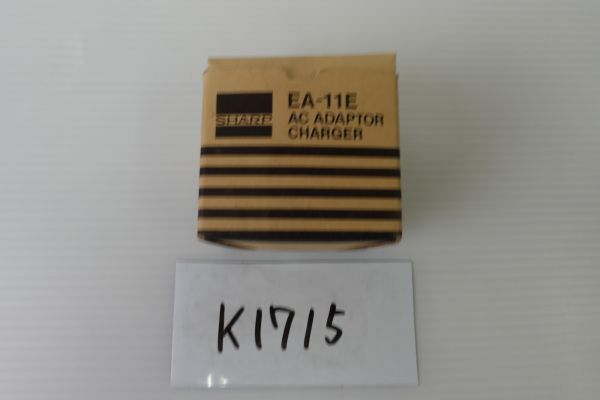 SHARP
EA-11E
AC ADAPTOR
CHARGER
K1715